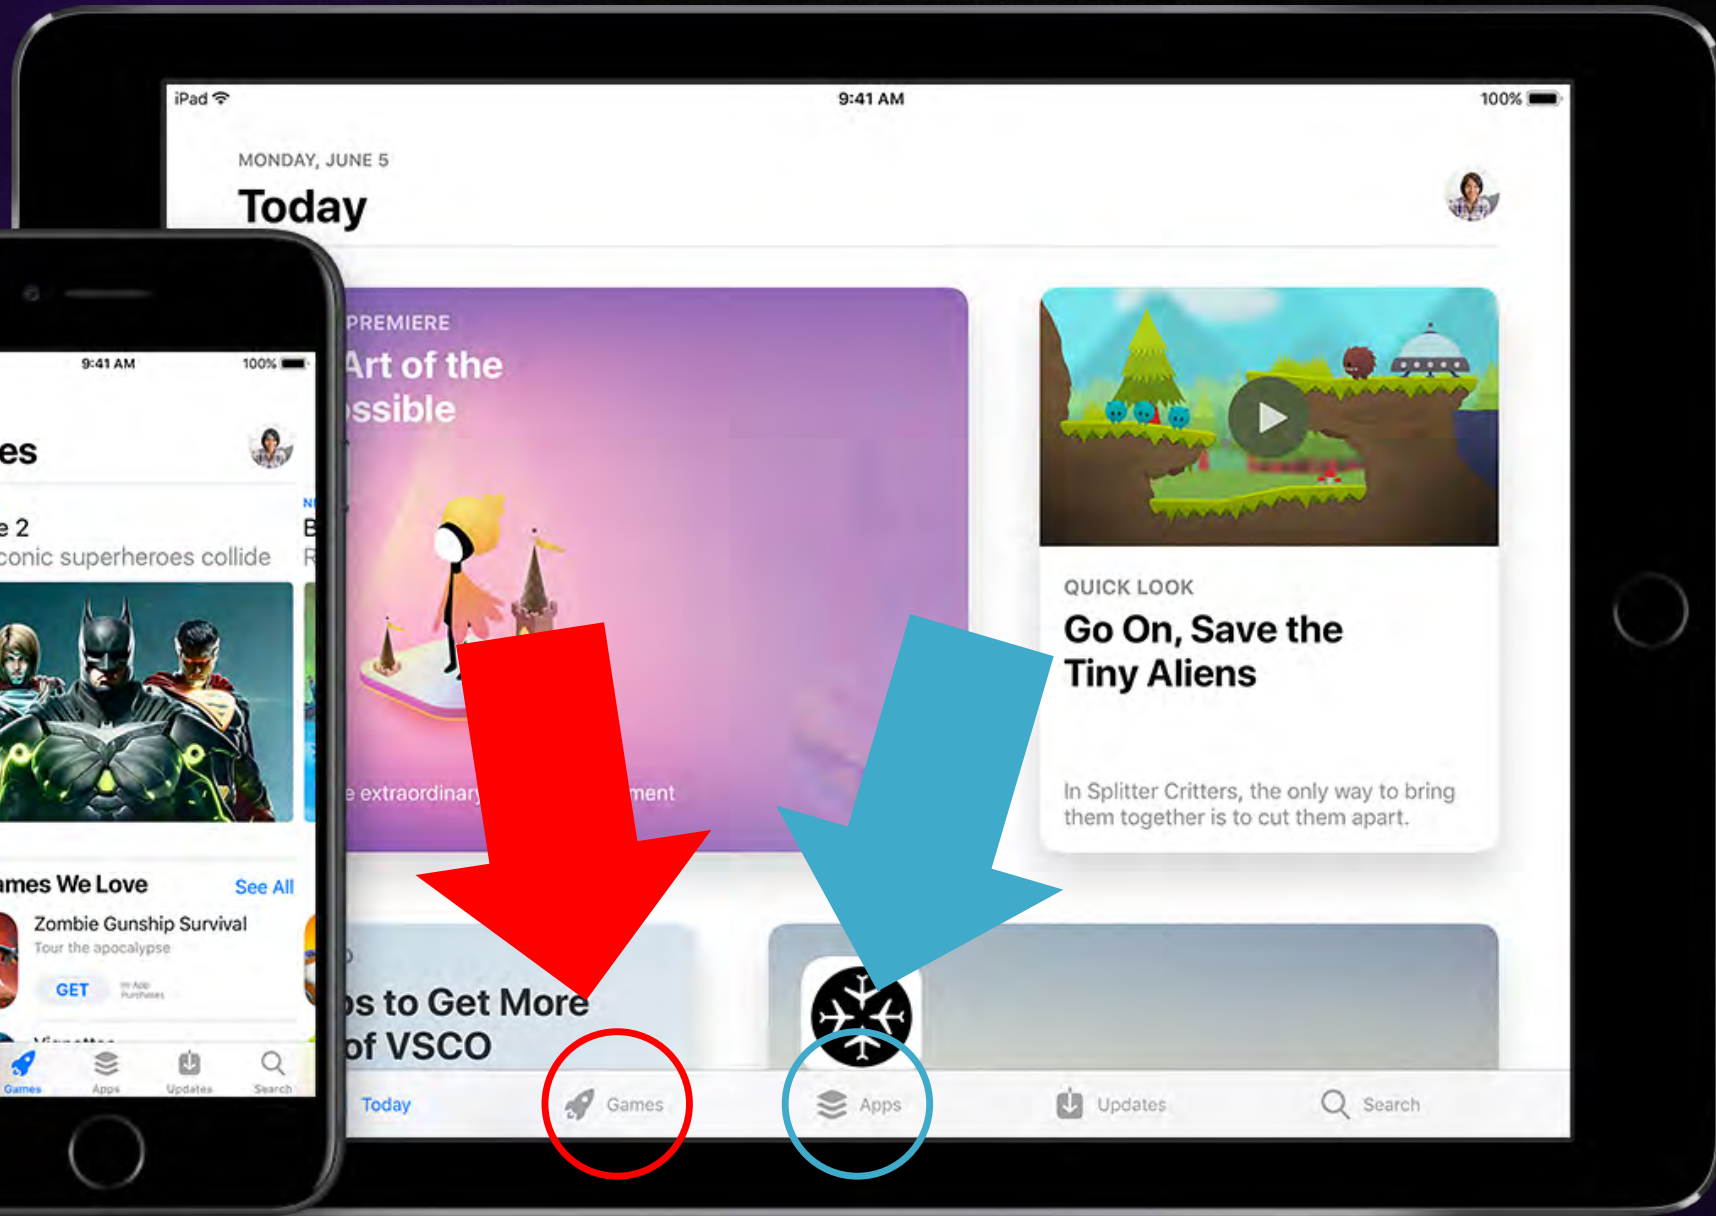 iPad
9:41 AM
100%
MONDAY, JUNE 5
Today
PREMIERE
Art of the
ssible
e extraordinar
ment
QUICK LOOK
Go On, Save the
Tiny Aliens
In Splitter Critters, the only way to bring
them together is to cut them apart.
s to Get More
of VSCO
Today
Games
Apps
Updates
Search
9:41 AM
100%
es
e 2
conic superheroes collide
ames We Love
See All
Zombie Gunship Survival
Tour the apocalypse
GET
In-App
Purchases
Games
Apps
Updates
Search